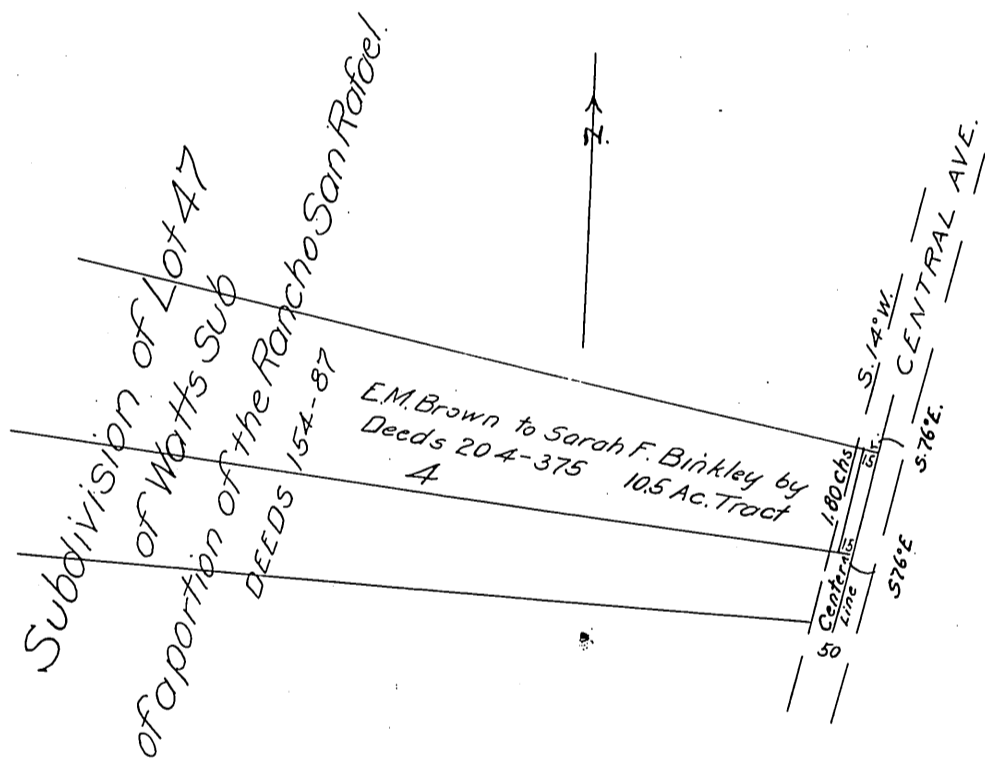 Subdivision of Lot 47
of Watts Sub
of a portion of the Rancho San Rafael.
DEEDS 154-87
E.M. Brown to Sarah F. Binkley by
Deeds 204-375 10.5 Ac. Tract
4
S. 14° W.
CENTRAL AVE.
1.80 chs
Center
Line
50
S. 76° E.
S 76° E